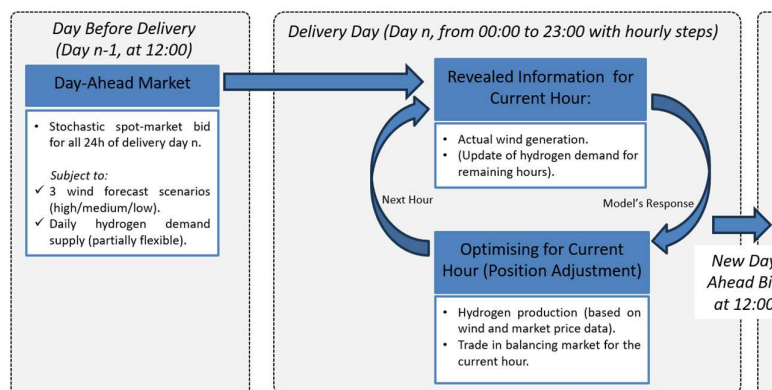 Day Before Delivery
(Day n-1, at 12:00)
Day-Ahead Market
• Stochastic spot-market bid
for all 24h of delivery day n.
Subject to:
✓ 3 wind forecast scenarios
(high/medium/low).
✓ Daily hydrogen demand
supply (partially flexible).
Delivery Day (Day n, from 00:00 to 23:00 with hourly steps)
Revealed Information for
Current Hour:
• Actual wind generation.
• (Update of hydrogen demand for
remaining hours).
Next Hour
Model's Response
Optimising for Current
Hour (Position Adjustment)
• Hydrogen production (based on
wind and market price data).
• Trade in balancing market for the
current hour.
New Day
Ahead Bi
at 12:00